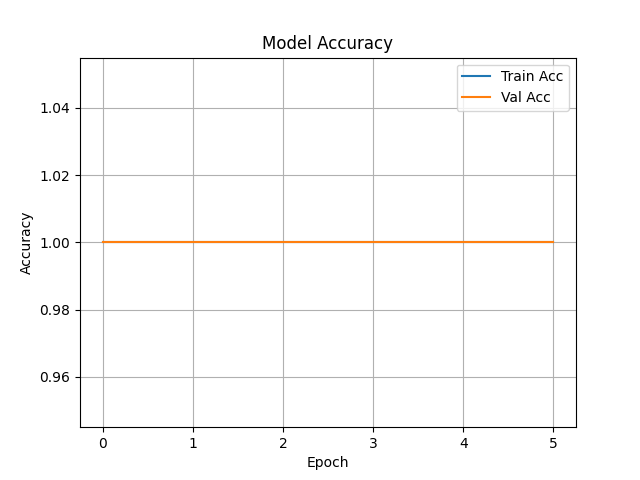 Model Accuracy
Train Acc
Val Acc
1.04
1.02
1.00
0.98
0.96
Accuracy
0 1 2 3 4 5
Epoch